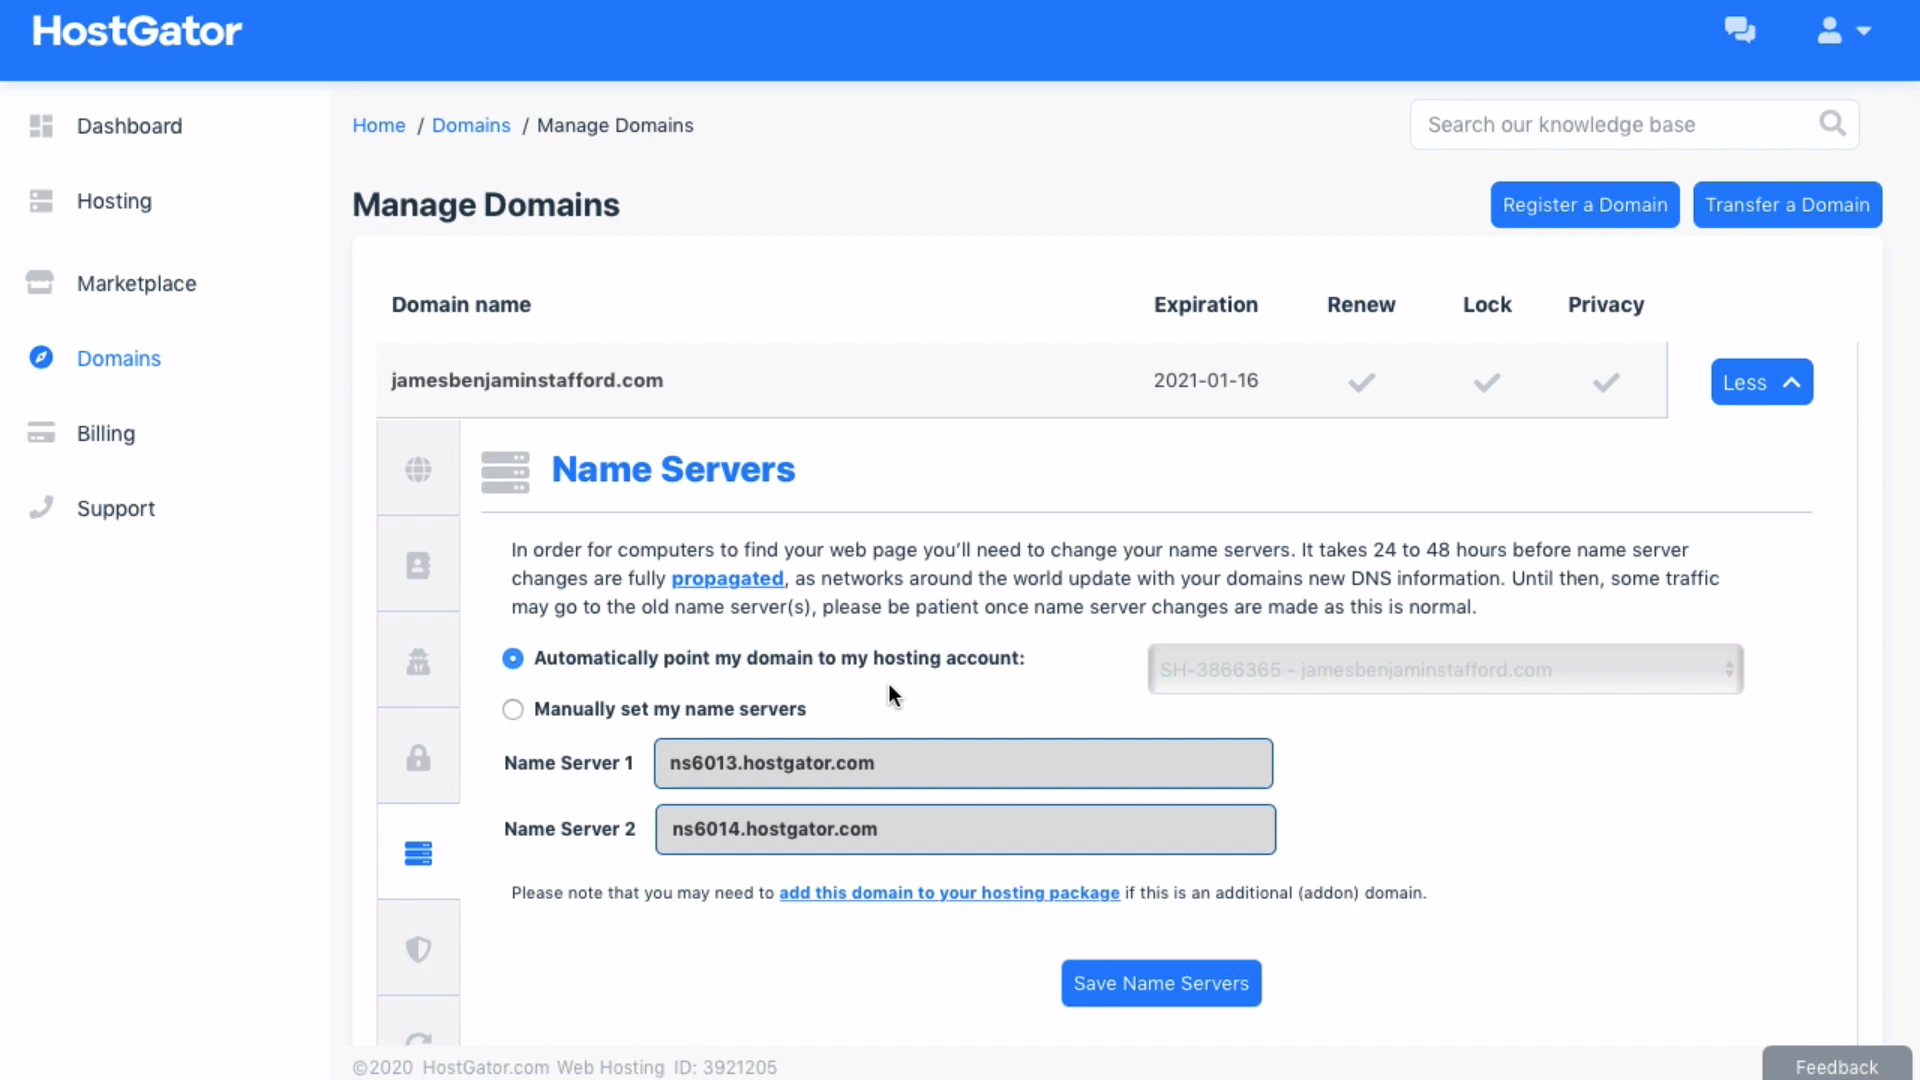 HostGator
Dashboard
Hosting
Marketplace
Domains
Billing
Support
Home / Domains / Manage Domains
Search our knowledge base
Manage Domains
Register a Domain
Transfer a Domain
Domain name Expiration Renew Lock Privacy
jamesbenjaminstafford.com 2021-01-16
Less
Name Servers
In order for computers to find your web page you’ll need to change your name servers. It takes 24 to 48 hours before name server
changes are fully propagated, as networks around the world update with your domains new DNS information. Until then, some traffic
may go to the old name server(s), please be patient once name server changes are made as this is normal.
Automatically point my domain to my hosting account:
SH-3866365 - jamesbenjaminstafford.com
Manually set my name servers
Name Server 1 ns6013.hostgator.com
Name Server 2 ns6014.hostgator.com
Please note that you may need to add this domain to your hosting package if this is an additional (addon) domain.
Save Name Servers
©2020 HostGator.com Web Hosting ID: 3921205
Feedback